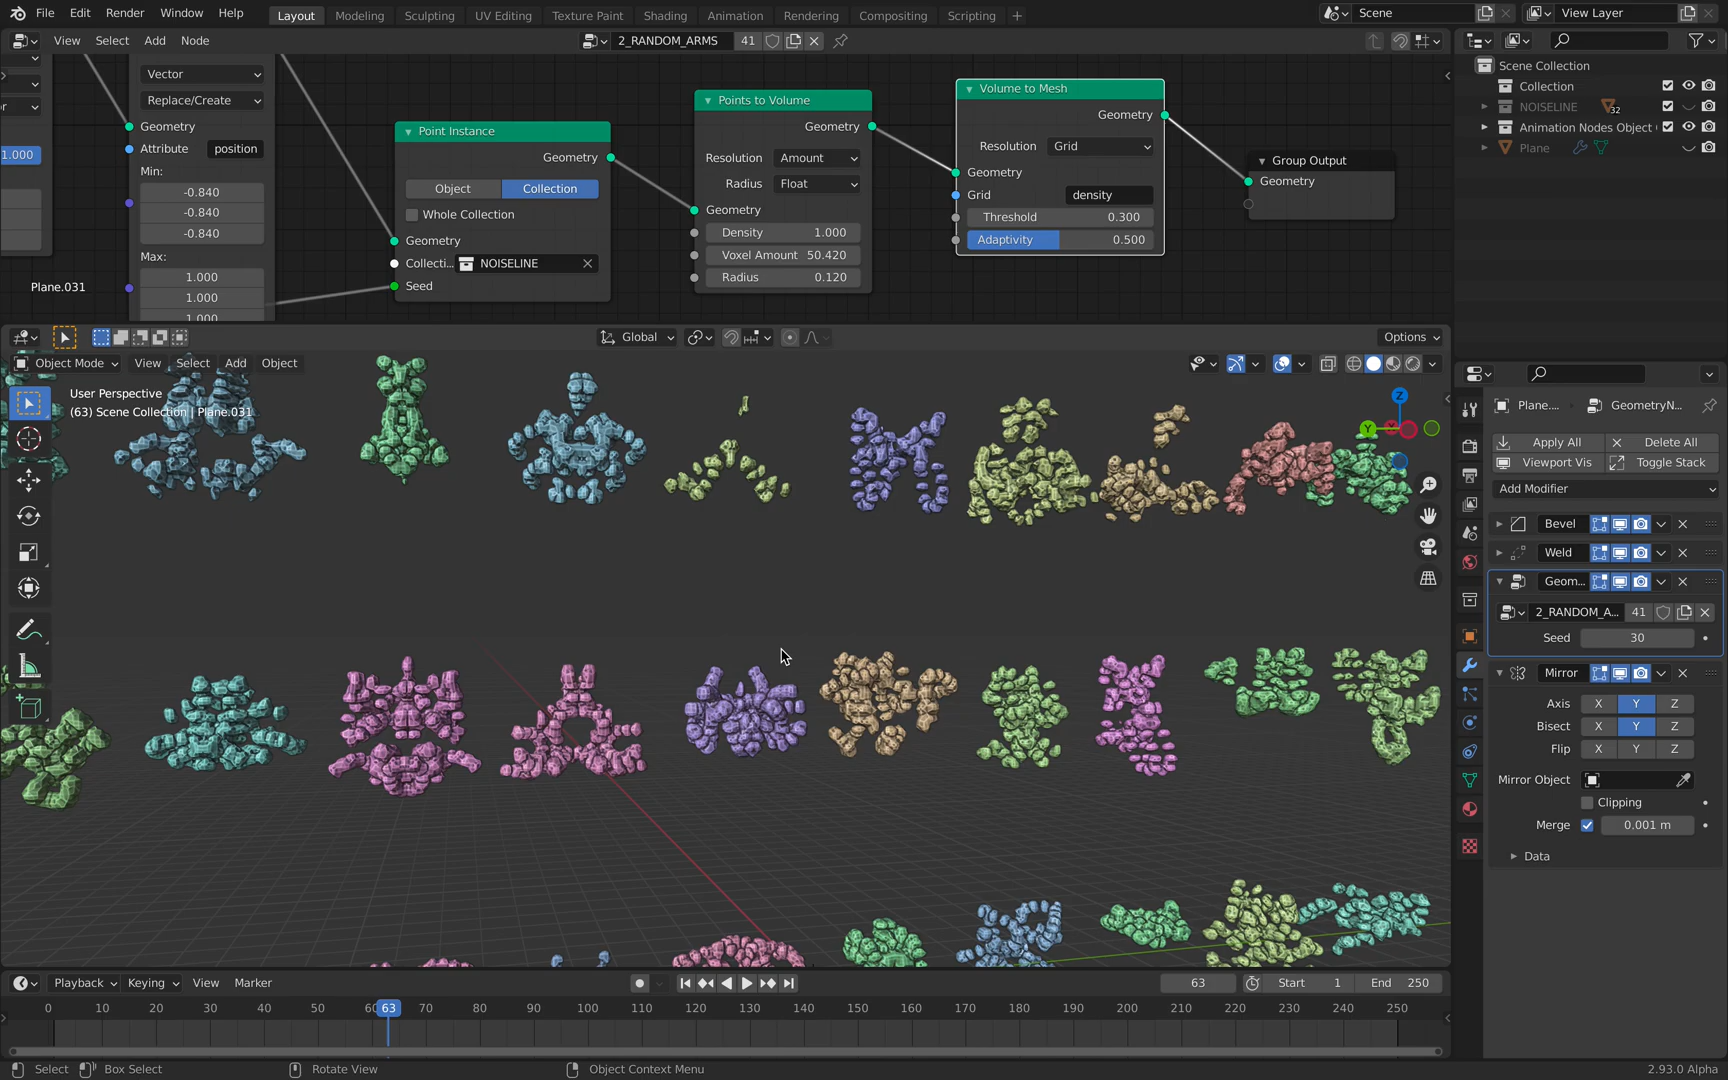 File Edit Render Window Help
Layout Modeling Sculpting UV Editing Texture Paint Shading Animation Rendering Compositing Scripting +
Scene
View Layer
View Select Add Node
2_RANDOM_ARMS 41
Vector
Replace/Create
Geometry
Attribute position
Min:
-0.840
-0.840
-0.840
Max:
1.000
1.000
1.000
1.000
Plane.031
Point Instance
Geometry
Object Collection
Whole Collection
Geometry
Collecti... NOISELINE
Seed
Points to Volume
Geometry
Resolution Amount
Radius Float
Geometry
Density 1.000
Voxel Amount 50.420
Radius 0.120
Volume to Mesh
Geometry
Resolution Grid
Geometry
Grid density
Threshold 0.300
Adaptivity 0.500
Group Output
Geometry
Scene Collection
Collection
NOISELINE 32
Animation Nodes Object
Plane
Global
Options
Object Mode View Select Add Object
User Perspective
(63) Scene Collection | Plane.031
Z
Y
X
Plane.... GeometryN...
Apply All Delete All
Viewport Vis Toggle Stack
Add Modifier
Bevel
Weld
Geom...
2_RANDOM_A... 41
Seed 30
Mirror
Axis X Y Z
Bisect X Y Z
Flip X Y Z
Mirror Object
Clipping
Merge 0.001 m
Data
Playback Keying View Marker
63 Start 1 End 250
0 10 20 30 40 50 60 63 70 80 90 100 110 120 130 140 150 160 170 180 190 200 210 220 230 240 250
Select Box Select Rotate View Object Context Menu
2.93.0 Alpha